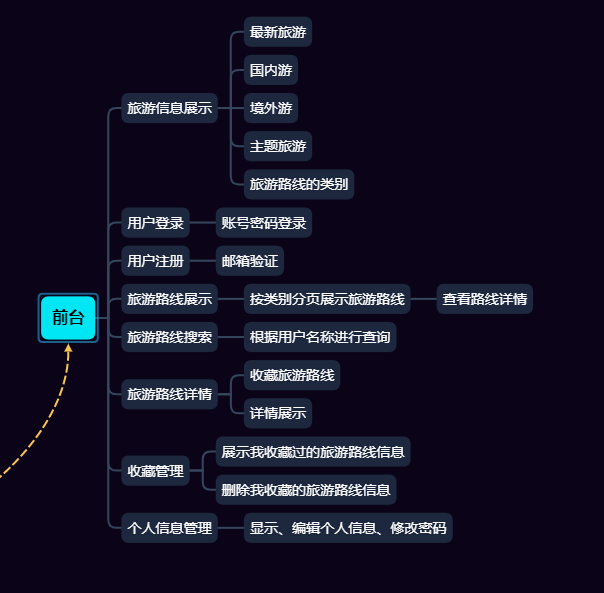 前台
旅游信息展示
最新旅游
国内游
境外游
主题旅游
旅游路线的类别
用户登录
账号密码登录
用户注册
邮箱验证
旅游路线展示
按类别分页展示旅游路线
查看路线详情
旅游路线搜索
根据用户名称进行查询
旅游路线详情
收藏旅游路线
详情展示
收藏管理
展示我收藏过的旅游路线信息
删除我收藏的旅游路线信息
个人信息管理
显示、编辑个人信息、修改密码